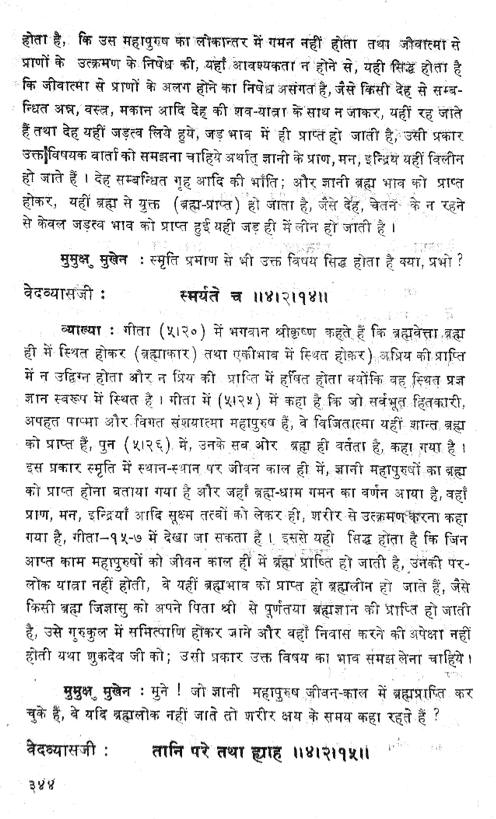 होता है, कि उस महापुरुष का लोकान्तर में गमन नहीं होता तथा जीवात्मा से
प्राणों के उत्क्रमण के निषेध की, यहाँ आवश्यकता न होने से, यही सिद्ध होता है
कि जीवात्मा से प्राणों के अलग होने का निषेध असंगत है, जैसे किसी देह से सम्ब-
न्धित अन्न, वस्त्र, मकान आदि देह की शव-यात्रा के साथ न जाकर, यहीं रह जाते
हैं तथा देह यहीं जड़त्व लिये हुये, जड़ भाव में ही प्राप्त हो जाती है, उसी प्रकार
उक्त विषयक वार्ता को समझना चाहिये अर्थात् ज्ञानी के प्राण, मन, इन्द्रिय यहीं विलीन
हो जाते हैं । देह सम्बन्धित गृह आदि की भाँति; और ज्ञानी ब्रह्म भाव को प्राप्त
होकर, यहीं ब्रह्म से युक्त (ब्रह्म-प्राप्त) हो जाता है, जैसे देह, चेतन के न रहने
से केवल जड़त्व भाव को प्राप्त हुई यही जड़ ही में लीन हो जाती है ।
मुमुक्षु मुखेन : स्मृति प्रमाण से भी उक्त विषय सिद्ध होता है क्या, प्रभो ?
वेदव्यासजी : स्मर्यते च ॥४।२।१४॥
व्याख्या : गीता (५।२०) में भगवान श्रीकृष्ण कहते हैं कि ब्रह्मवेत्ता ब्रह्म
ही में स्थित होकर (ब्रह्माकार) तथा एकीभाव में स्थित होकर) अप्रिय की प्राप्ति
में न उद्विग्न होता और न प्रिय की प्राप्ति में हर्षित होता क्योंकि वह स्थित प्रज्ञ
ज्ञान स्वरूप में स्थित है । गीता में (५।२५) में कहा है कि जो सर्वभूत हितकारी,
अपहत पाप्मा और विगत संशयात्मा महापुरुष हैं, वे विजितात्मा यहीं शान्त ब्रह्म
को प्राप्त हैं, पुन (५।२६) में, उनके सब ओर ब्रह्म ही वर्तता है, कहा गया है ।
इस प्रकार स्मृति में स्थान-स्थान पर जीवन काल ही में, ज्ञानी महापुरुषों का ब्रह्म
को प्राप्त होना बताया गया है और जहाँ ब्रह्म-धाम गमन का वर्णन आया है, वहाँ
प्राण, मन, इन्द्रियाँ आदि सूक्ष्म तत्वों को लेकर ही, शरीर से उत्क्रमण करना कहा
गया है, गीता–१५-७ में देखा जा सकता है । इससे यही सिद्ध होता है कि जिन
आप्त काम महापुरुषों को जीवन काल ही में ब्रह्म प्राप्ति हो जाती है, उनकी पर-
लोक यात्रा नहीं होती, वे यहीं ब्रह्मभाव को प्राप्त हो ब्रह्मलीन हो जाते हैं, जैसे
किसी ब्रह्म जिज्ञासु को अपने पिता श्री से पूर्णतया ब्रह्मज्ञान की प्राप्ति हो जाती
है, उसे गुरुकुल में समित्पाणि होकर जाने और वहाँ निवास करने की अपेक्षा नहीं
होती यथा शुकदेव जी को; उसी प्रकार उक्त विषय का भाव समझ लेना चाहिये ।
मुमुक्षु मुखेन : मुने ! जो ज्ञानी महापुरुष जीवन-काल में ब्रह्मप्राप्ति कर
चुके हैं, वे यदि ब्रह्मलोक नहीं जाते तो शरीर क्षय के समय कहा रहते हैं ?
वेदव्यासजी : तानि परे तथा ह्याह ॥४।२।१५॥
३४४